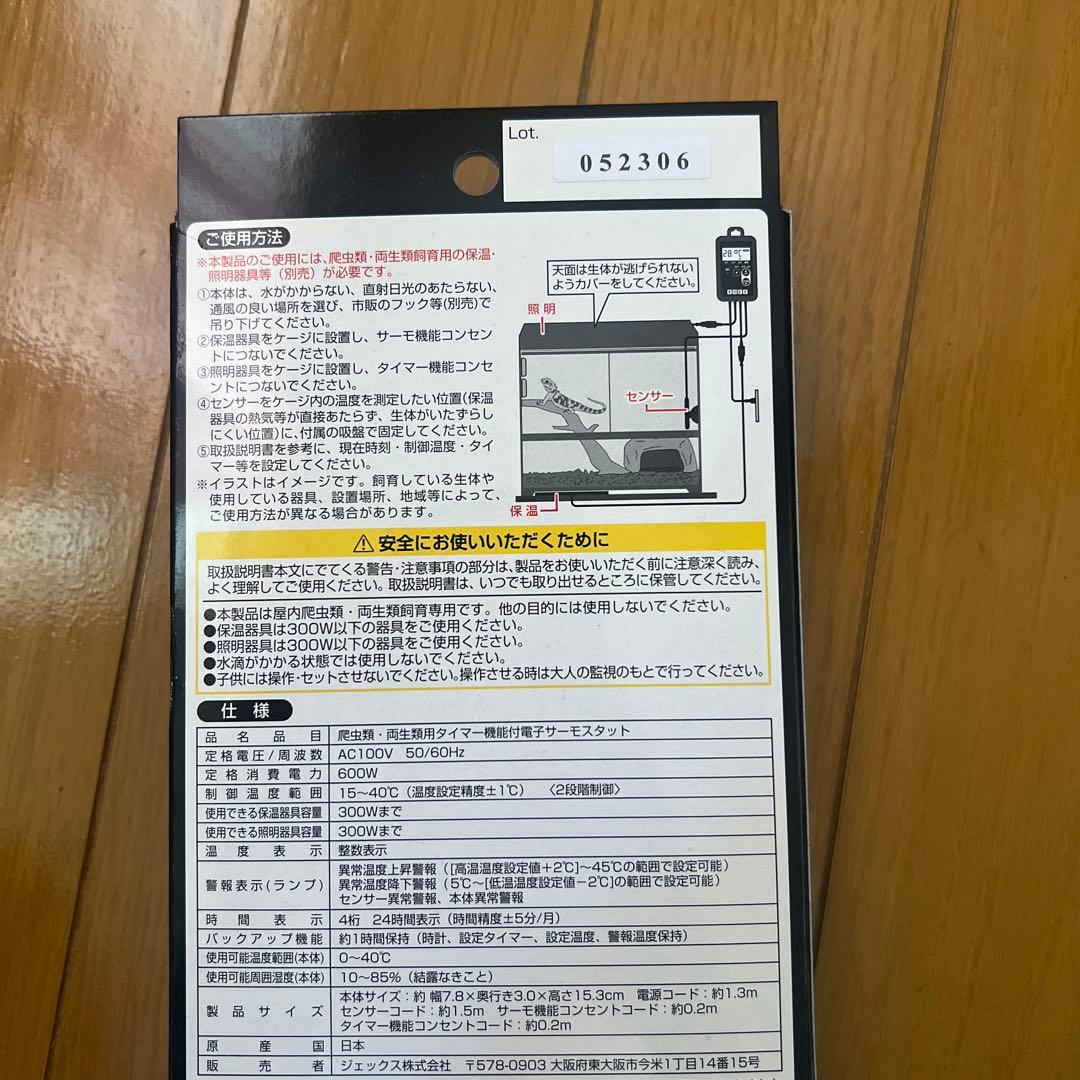 Lot.
052306
ご使用方法
※本製品のご使用には、爬虫類・両生類飼育用の保温・
照明器具等（別売）が必要です。
①本体は、水がかからない、直射日光のあたらない、
通風の良い場所を選び、市販のフック等(別売)で
吊り下げてください。
②保温器具をケージに設置し、サーモ機能コンセン
トにつないでください。
③照明器具をケージに設置し、タイマー機能コンセ
ントにつないでください。
④センサーをケージ内の温度を測定したい位置(保温
器具の熱気等が直接あたらず、生体がいたずらし
にくい位置)に、付属の吸盤で固定してください。
⑤取扱説明書を参考に、現在時刻・制御温度・タイ
マー等を設定してください。
※イラストはイメージです。飼育している生体や
使用している器具、設置場所、地域等によって、
ご使用方法が異なる場合があります。
天面は生体が逃げられない
ようカバーをしてください。
照明
センサー
保温
⚠安全にお使いいただくために
取扱説明書本文にでてくる警告・注意事項の部分は、製品をお使いいただく前に注意深く読み、
よく理解してご使用ください。取扱説明書は、いつでも取り出せるところに保管してください。
●本製品は屋内爬虫類・両生類飼育専用です。他の目的には使用しないでください。
●保温器具は300W以下の器具をご使用ください。
●照明器具は300W以下の器具をご使用ください。
●水滴がかかる状態では使用しないでください。
●子供には操作・セットさせないでください。操作させる時は大人の監視のもとで行ってください。
仕様
品名品目 爬虫類・両生類用タイマー機能付電子サーモスタット
定格電圧/周波数 AC100V 50/60Hz
定格消費電力 600W
制御温度範囲 15～40℃（温度設定精度±1℃）〈2段階制御〉
使用できる保温器具容量 300Wまで
使用できる照明器具容量 300Wまで
温度表示 整数表示
警報表示(ランプ) 異常温度上昇警報（[高温温度設定値+2℃]～45℃の範囲で設定可能）
異常温度降下警報（5℃～[低温温度設定値－2℃]の範囲で設定可能）
センサー異常警報、本体異常警報
時間表示 4桁 24時間表示（時間精度±5分/月）
バックアップ機能 約1時間保持（時計、設定タイマー、設定温度、警報温度保持）
使用可能温度範囲(本体) 0～40℃
使用可能周囲湿度(本体) 10～85%（結露なきこと）
製品サイズ 本体サイズ：約 幅7.8×奥行き3.0×高さ15.3cm 電源コード：約1.3m
センサーコード：約1.5m サーモ機能コンセントコード：約0.2m
タイマー機能コンセントコード：約0.2m
原産国 日本
販売者 ジェックス株式会社 〒578-0903 大阪府東大阪市今米1丁目14番15号